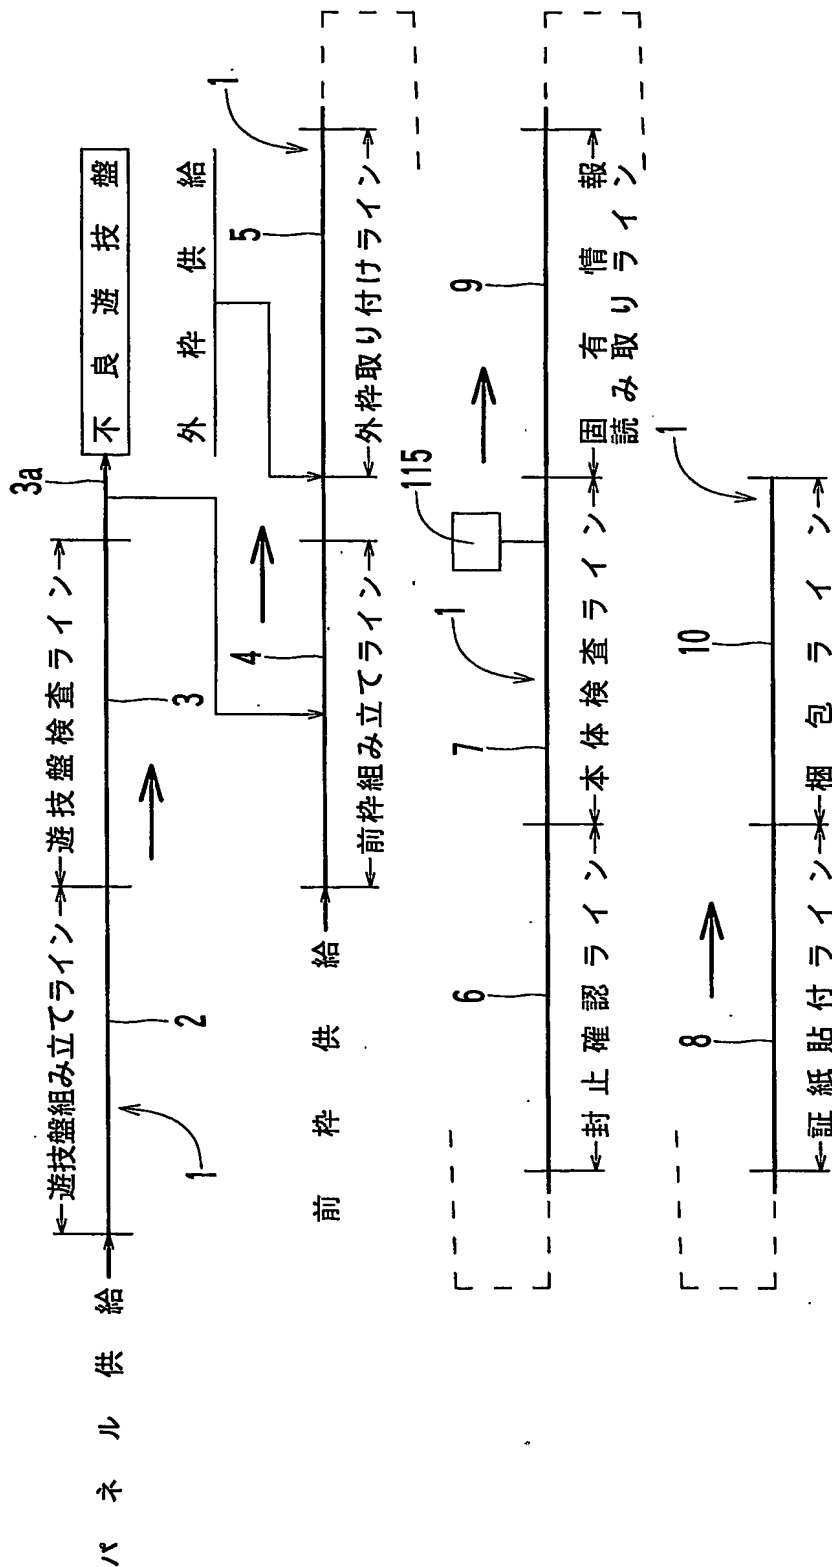 パネル供給
遊技盤組み立てライン
遊技盤検査ライン
1
2
3
3a
不良遊技盤
外枠供給
前枠供給
4
5
1
前枠組み立てライン
外枠取り付けライン
115
1
6
7
9
封止確認ライン
本体検査ライン
固有情報
読み取りライン
8
10
1
証紙貼付ライン
梱包ライン